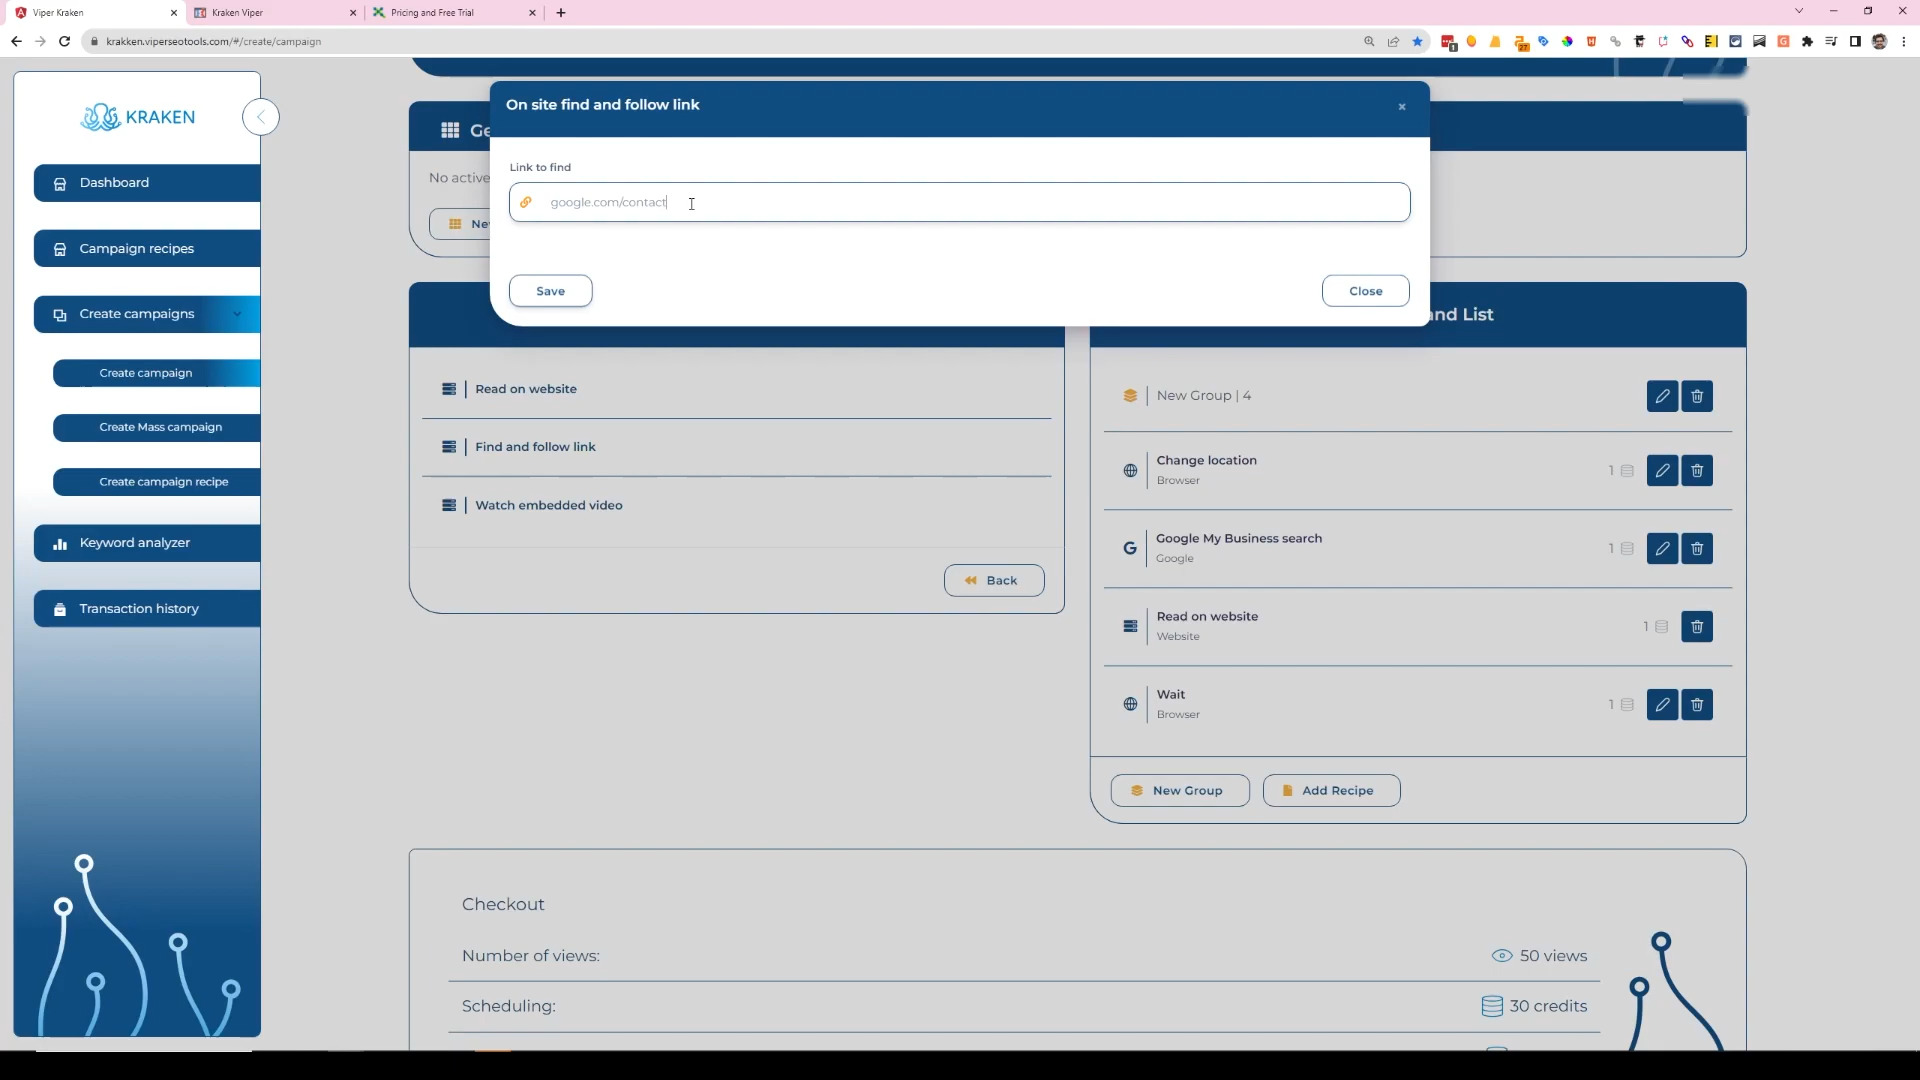 Viper Kraken
Kraken Viper
Pricing and Free Trial
krakken.viperseotools.com/#/create/campaign
1
27
KRAKEN
Dashboard
Campaign recipes
Create campaigns
Create campaign
Create Mass campaign
Create campaign recipe
Keyword analyzer
Transaction history
On site find and follow link
Link to find
google.com/contact
Save
Close
Ge
No active
Ne
Read on website
Find and follow link
Watch embedded video
Back
nd List
New Group | 4
Change location
Browser
1
Google My Business search
Google
1
Read on website
Website
1
Wait
Browser
1
New Group
Add Recipe
Checkout
Number of views:
50 views
Scheduling:
30 credits